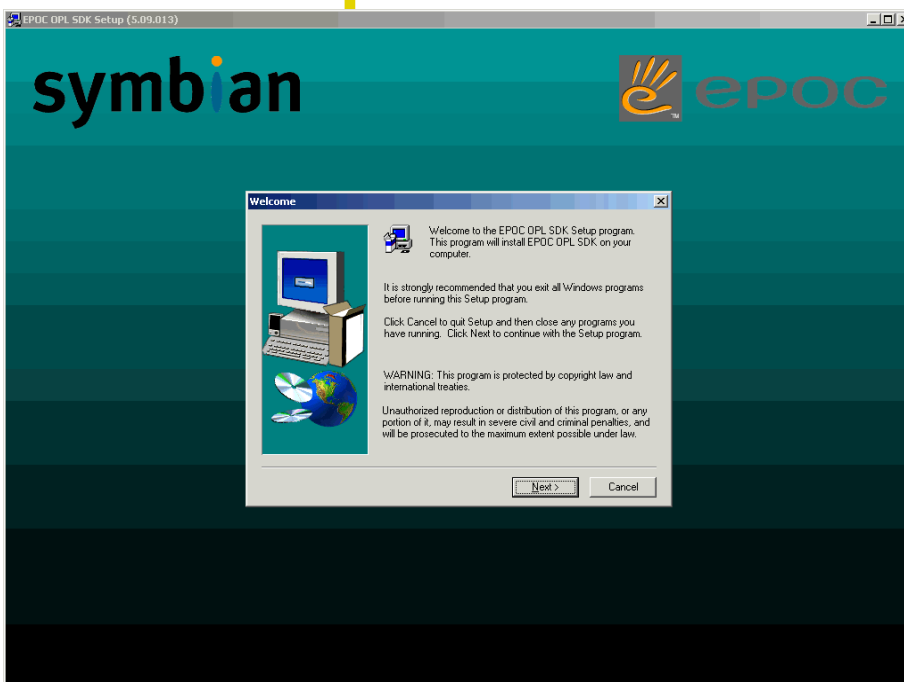 EPOC OPL SDK Setup (5.09.013)
symbian
epoc
TM
Welcome
Welcome to the EPOC OPL SDK Setup program.
This program will install EPOC OPL SDK on your
computer.
It is strongly recommended that you exit all Windows programs
before running this Setup program.
Click Cancel to quit Setup and then close any programs you
have running. Click Next to continue with the Setup program.
WARNING: This program is protected by copyright law and
international treaties.
Unauthorized reproduction or distribution of this program, or any
portion of it, may result in severe civil and criminal penalties, and
will be prosecuted to the maximum extent possible under law.
Next >
Cancel